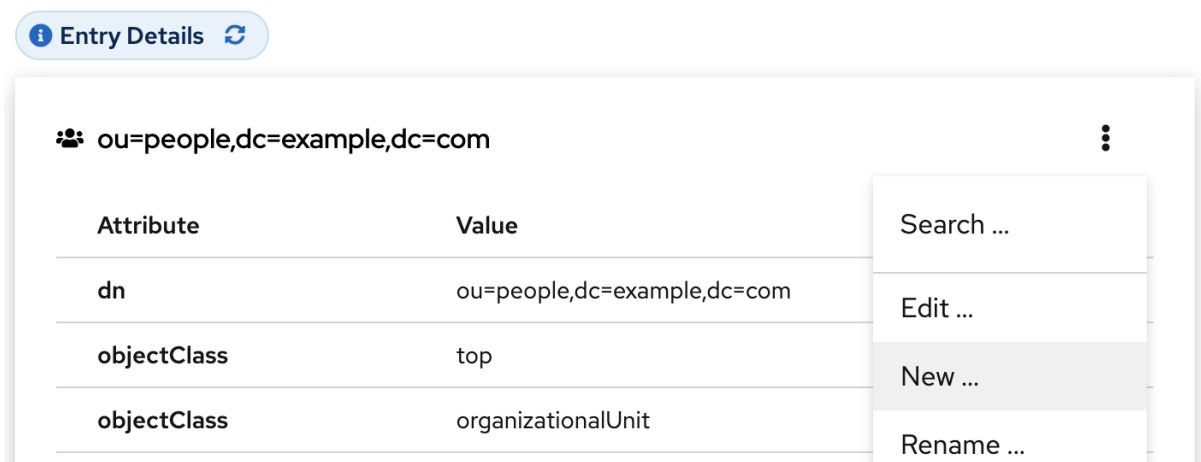 Entry Details
ou=people,dc=example,dc=com
Attribute Value
Search ...
dn ou=people,dc=example,dc=com
Edit ...
objectClass top
New ...
objectClass organizationalUnit
Rename ...